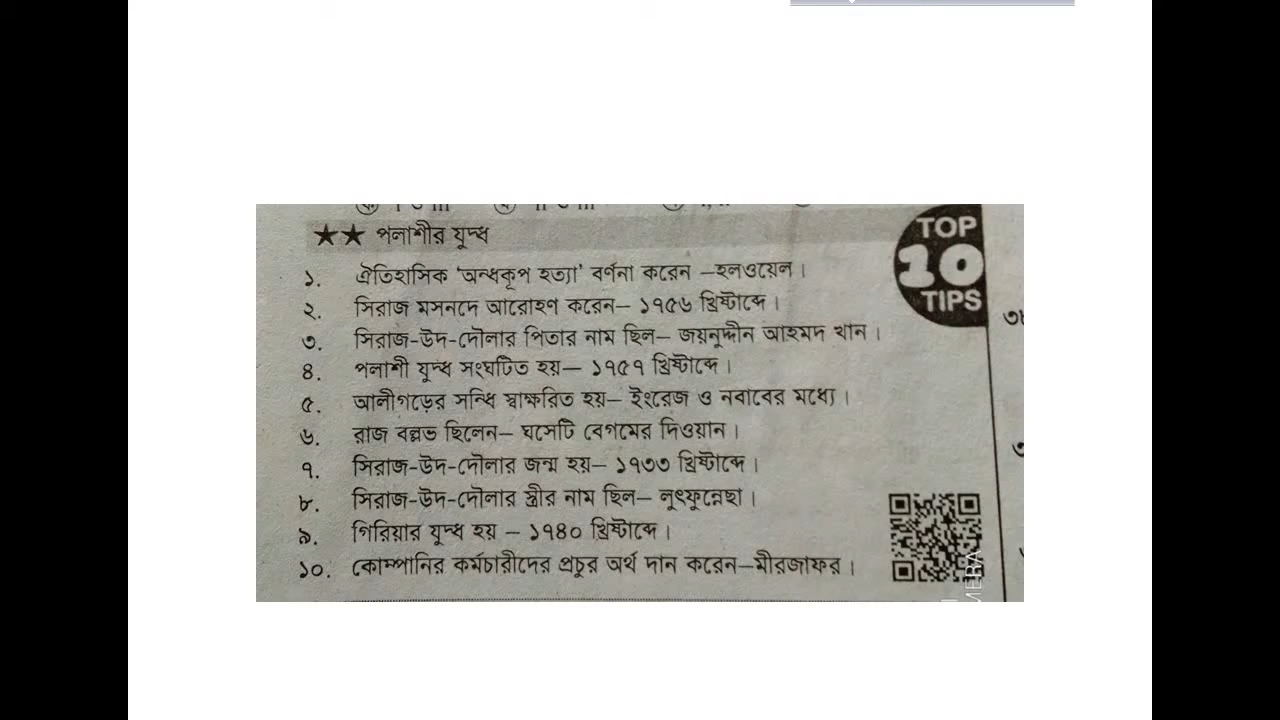 ★★ পলাশীর যুদ্ধ
TOP
10
TIPS
১. ঐতিহাসিক ‘অন্ধকূপ হত্যা’ বর্ণনা করেন –হলওয়েল।
২. সিরাজ মসনদে আরোহণ করেন– ১৭৫৬ খ্রিষ্টাব্দে।
৩. সিরাজ-উদ-দৌলার পিতার নাম ছিল– জয়নুদ্দীন আহমদ খান।
৪. পলাশী যুদ্ধ সংঘটিত হয়– ১৭৫৭ খ্রিষ্টাব্দে।
৫. আলীগড়ের সন্ধি স্বাক্ষরিত হয়– ইংরেজ ও নবাবের মধ্যে।
৬. রাজ বল্লভ ছিলেন– ঘসেটি বেগমের দিওয়ান।
৭. সিরাজ-উদ-দৌলার জন্ম হয়– ১৭৩৩ খ্রিষ্টাব্দে।
৮. সিরাজ-উদ-দৌলার স্ত্রীর নাম ছিল– লুৎফুন্নেছা।
৯. গিরিয়ার যুদ্ধ হয় – ১৭৪০ খ্রিষ্টাব্দে।
১০. কোম্পানির কর্মচারীদের প্রচুর অর্থ দান করেন–মীরজাফর।